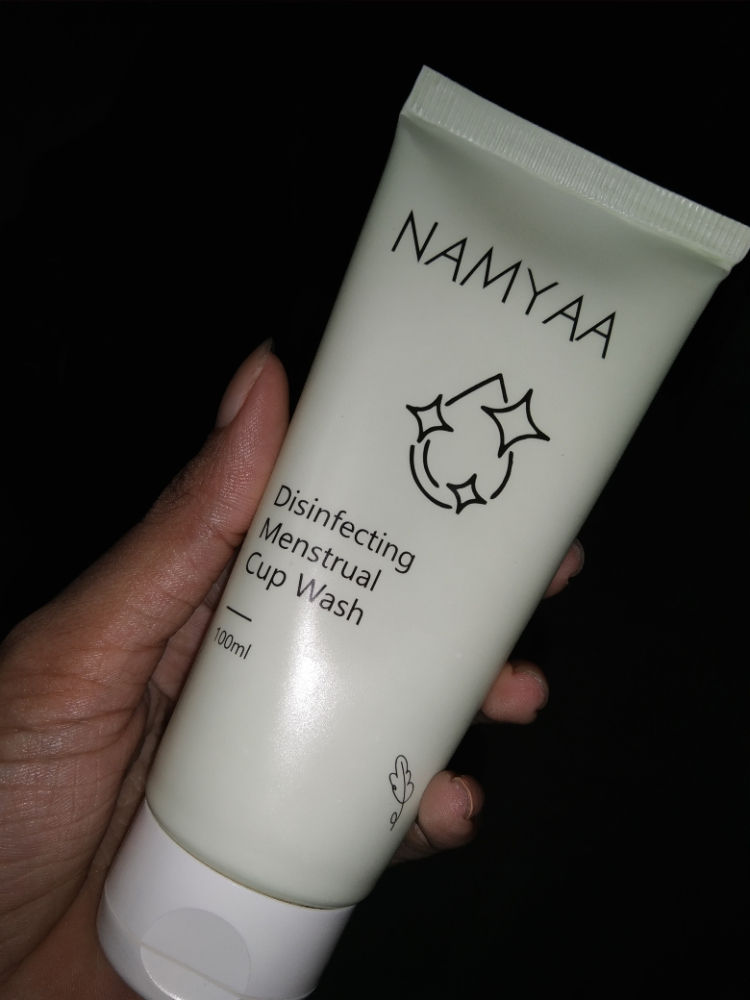 NAMYAA
Disinfecting
Menstrual
Cup Wash
100ml